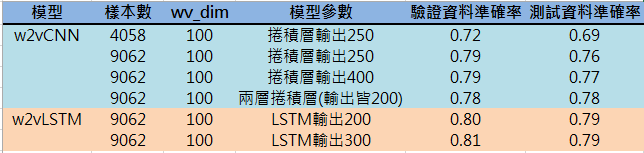 模型 樣本數 wv_dim 模型參數 驗證資料準確率 測試資料準確率
w2vCNN 4058 100 捲積層輸出250 0.72 0.69
9062 100 捲積層輸出250 0.79 0.76
9062 100 捲積層輸出400 0.79 0.77
9062 100 兩層捲積層(輸出皆200) 0.78 0.78
w2vLSTM 9062 100 LSTM輸出200 0.80 0.79
9062 100 LSTM輸出300 0.81 0.79